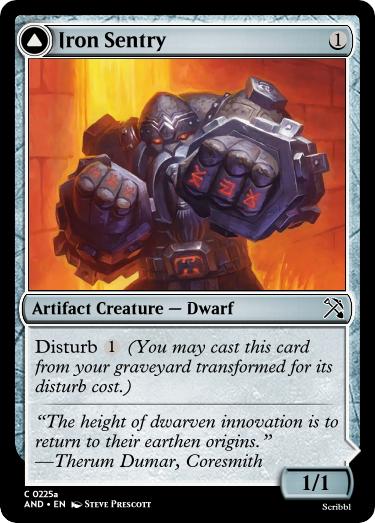 Iron Sentry 1
Artifact Creature — Dwarf
Disturb 1 (You may cast this card
from your graveyard transformed for its
disturb cost.)
“The height of dwarven innovation is to
return to their earthen origins.”
—Therum Dumar, Coresmith
1/1
C 0225a
AND • EN Steve Prescott
Scribbl